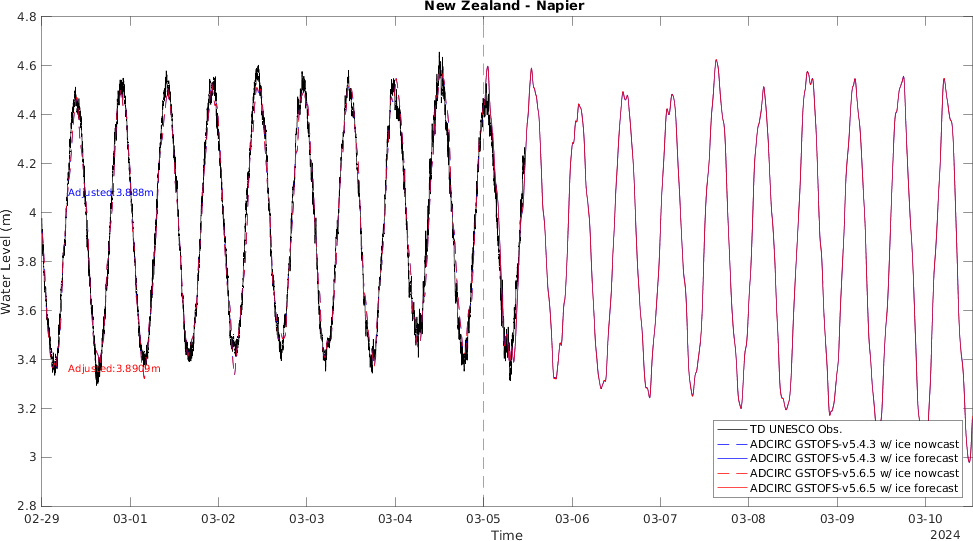 New Zealand - Napier
4.8
4.6
4.4
4.2
4
3.8
3.6
3.4
3.2
3
2.8
Water Level (m)
Adjusted:3.888m
Adjusted:3.8909m
TD UNESCO Obs.
ADCIRC GSTOFS-v5.4.3 w/ ice nowcast
ADCIRC GSTOFS-v5.4.3 w/ ice forecast
ADCIRC GSTOFS-v5.6.5 w/ ice nowcast
ADCIRC GSTOFS-v5.6.5 w/ ice forecast
02-29 03-01 03-02 03-03 03-04 03-05 03-06 03-07 03-08 03-09 03-10
Time
2024